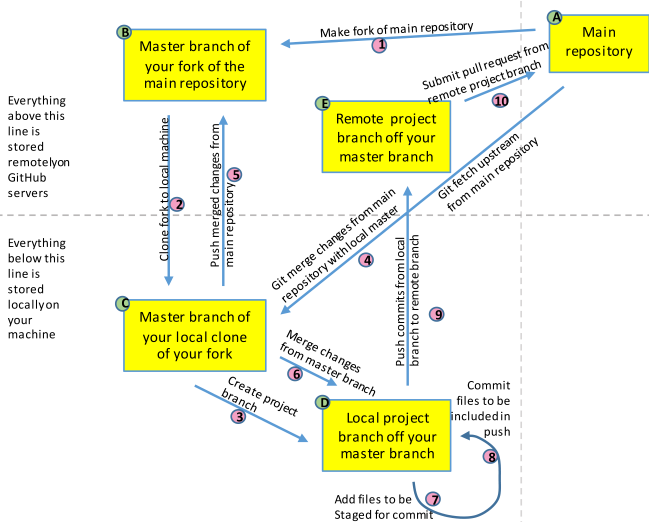 A
Main
repository
Make fork of main repository
1
B
Master branch of
your fork of the
main repository
Submit pull request from
remote project branch
10
E
Remote project
branch off your
master branch
Everything
above this
line is
stored
remotelyon
GitHub
servers
Clone fork to local machine
2
Push merged changes from
main repository
5
Git fetch upstream
from main repository
Git merge changes from main
repository with local master
4
Everything
below this
line is
stored
locallyon
your
machine
C
Master branch of
your local clone
of your fork
Push commits from local
branch to remote branch
9
Merge changes
from master branch
6
Create project
branch
3
D
Local project
branch off your
master branch
Commit
files to be
included in
push
8
7
Add files to be
Staged for commit